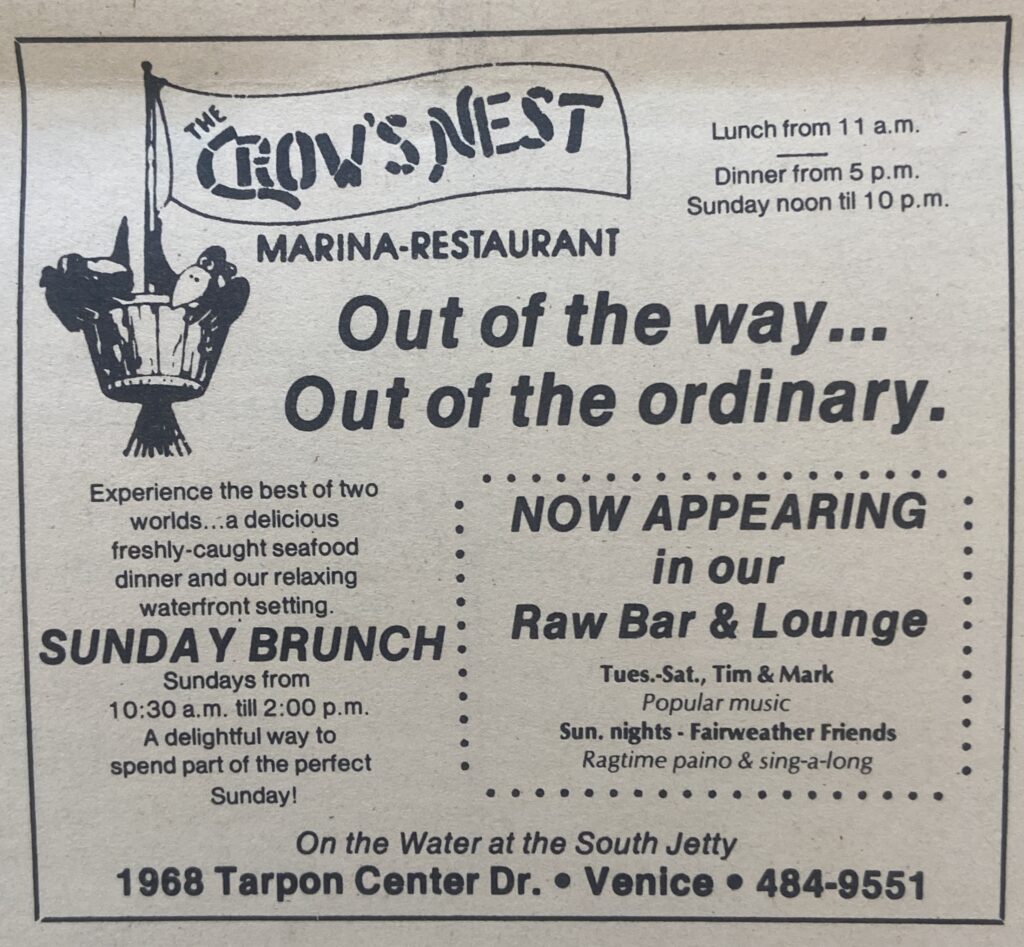 THE
CROW'S NEST
MARINA-RESTAURANT
Lunch from 11 a.m.
Dinner from 5 p.m.
Sunday noon til 10 p.m.
Out of the way...
Out of the ordinary.
Experience the best of two
worlds...a delicious
freshly-caught seafood
dinner and our relaxing
waterfront setting.
SUNDAY BRUNCH
Sundays from
10:30 a.m. till 2:00 p.m.
A delightful way to
spend part of the perfect
Sunday!
NOW APPEARING
in our
Raw Bar & Lounge
Tues.-Sat., Tim & Mark
Popular music
Sun. nights - Fairweather Friends
Ragtime paino & sing-a-long
On the Water at the South Jetty
1968 Tarpon Center Dr. • Venice • 484-9551